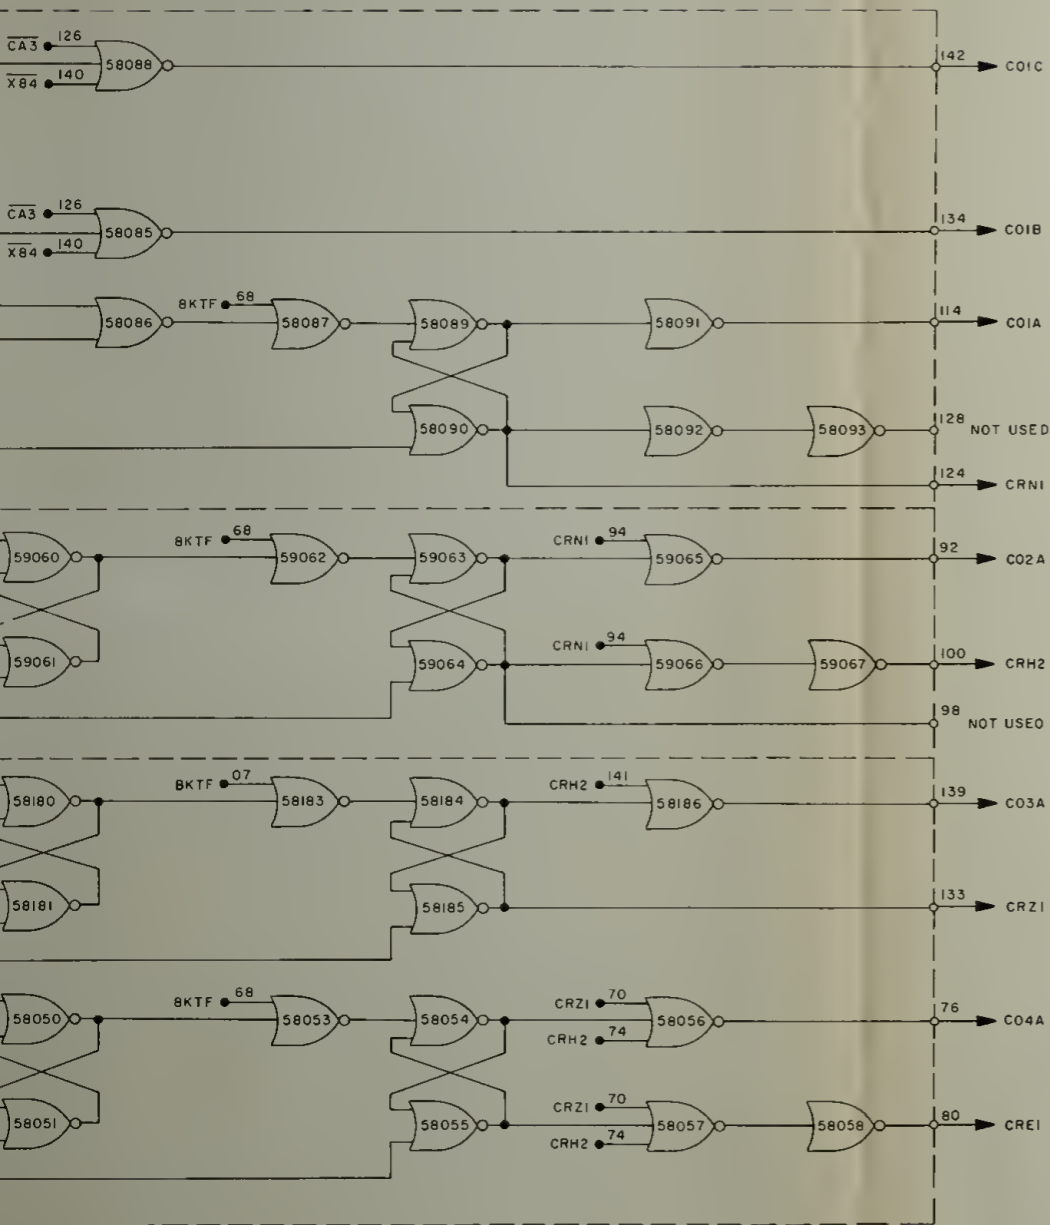 CA3 126
58088
X84 140
142 C01C
CA3 126
58085
X84 140
134 C01B
8KTF 68
58086 58087 58089 58091
114 C01A
58090 58092 58093
128 NOT USED
124 CRN1
8KTF 68 CRN1 94
59060 59062 59063 59065
92 C02A
CRN1 94
59061 59064 59066 59067
100 CRH2
98 NOT USED
8KTF 07 CRH2 141
58180 58183 58184 58186
139 C03A
58181 58185
133 CRZ1
8KTF 68 CRZ1 70
58050 58053 58054 58056
CRH2 74
76 C04A
CRZ1 70
58051 58055 58057 58058
CRH2 74
80 CRE1